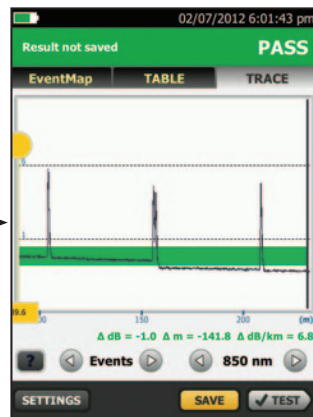 02/07/2012 6:01:43 pm
Result not saved PASS
EventMap TABLE TRACE
1
150 200 (m)
Δ dB = -1.0 Δ m = -141.8 Δ dB/km = 6.8
? Events 850 nm
SETTINGS SAVE TEST